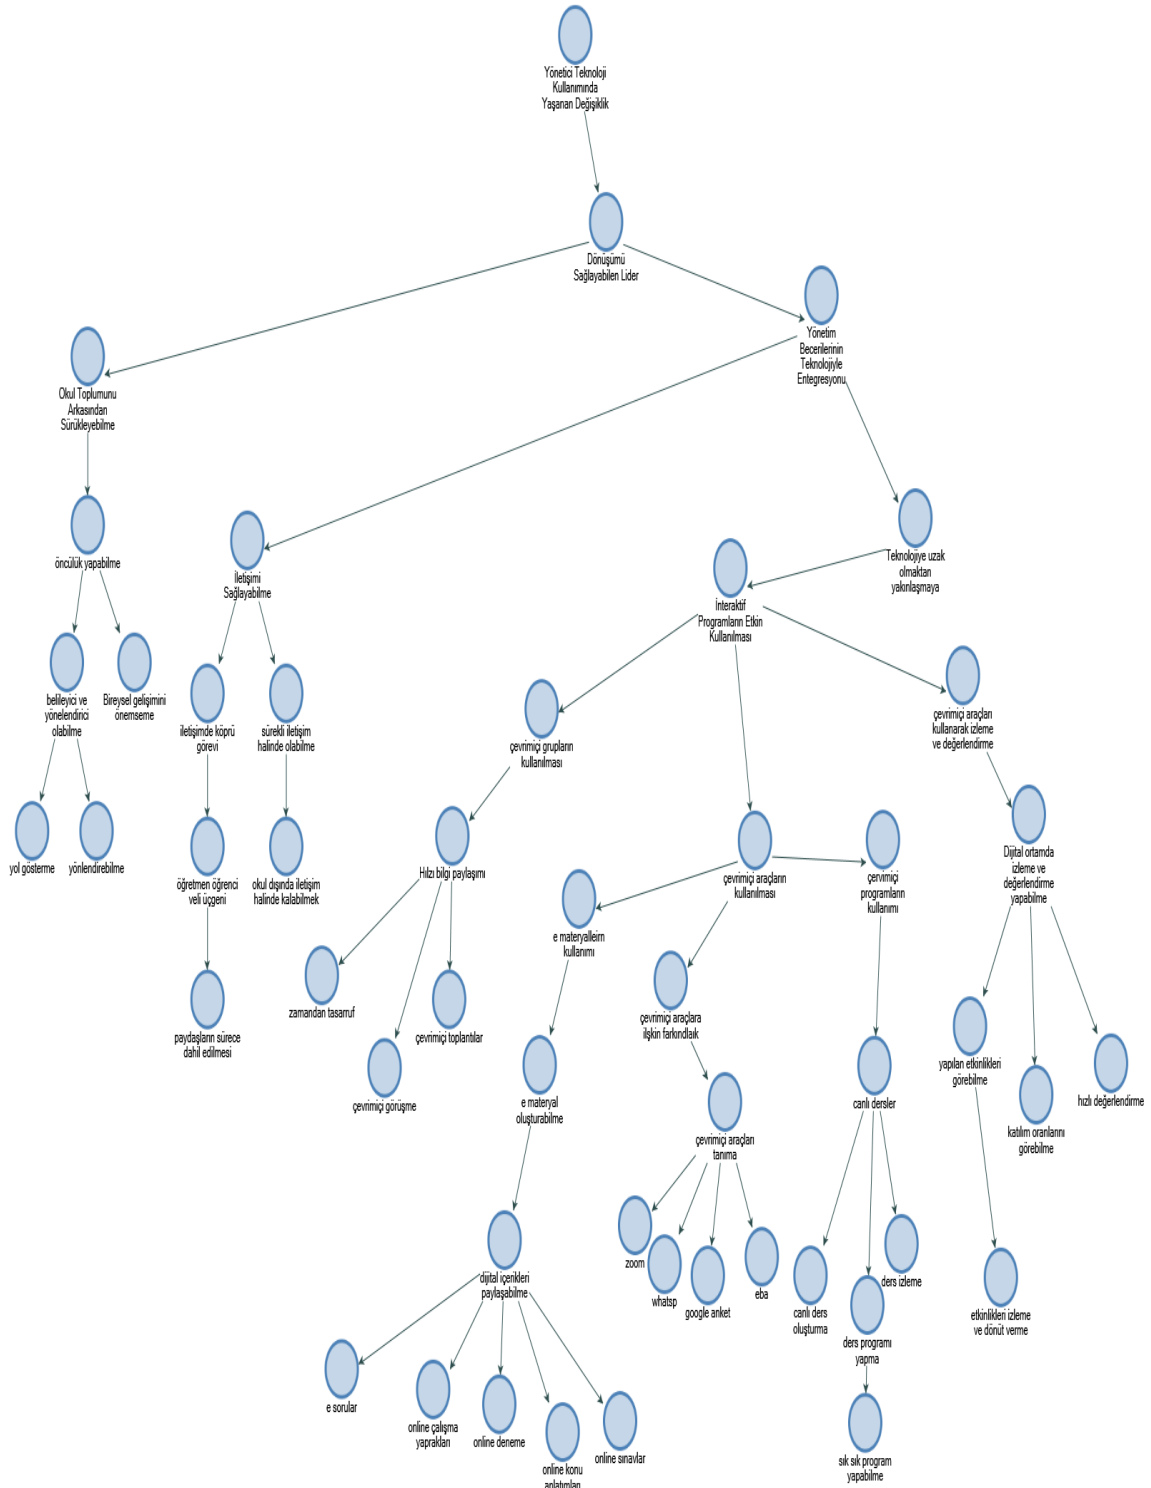 Yönetici Teknoloji
Kullanımında
Yaşanan Değişiklik
Dönüşümü
Sağlayabilen Lider
Yönetim
Becerilerinin
Teknolojiyle
Entegresyonu
Okul Toplumunu
Arkasından
Sürükleyebilme
öncülük yapabilme
İletişimi
Sağlayabilme
Teknolojiye uzak
olmaktan
yakınlaşmaya
İnteraktif
Programların Etkin
Kullanılması
belileyici ve
yönelendirici
olabilme
Bireysel gelişimini
önemseme
iletişimde köprü
görevi
sürekli iletişim
halinde olabilme
çevrimiçi grupların
kullanılması
çevrimiçi araçları
kullanarak izleme
ve değerlendirme
yol gösterme
yönlendirebilme
öğretmen öğrenci
veli üçgeni
okul dışında iletişim
halinde kalabilmek
Hılzı bilgi paylaşımı
çevrimiçi araçların
kullanılması
çervimiçi
programların
kullanımı
Dijital ortamda
izleme ve
değerlendirme
yapabilme
e materyalleirn
kullanımı
zamandan tasarruf
çevrimiçi toplantılar
çevrimiçi araçlara
ilşkin farkındlaık
paydaşların sürece
dahil edilmesi
çevrimiçi görüşme
e materyal
oluşturabilme
canlı dersler
yapılan etkinlikleri
görebilme
katılım oranlarını
görebilme
hızlı değerlendirme
çevrimiçi araçları
tanıma
zoom
whatsp
google anket
eba
dijital içerikleri
paylaşabilme
canlı ders
oluşturma
ders programı
yapma
ders izleme
etkinlikleri izleme
ve dönüt verme
e sorular
online çalışma
yaprakları
online deneme
online konu
anlatımları
online sınavlar
sık sık program
yapabilme